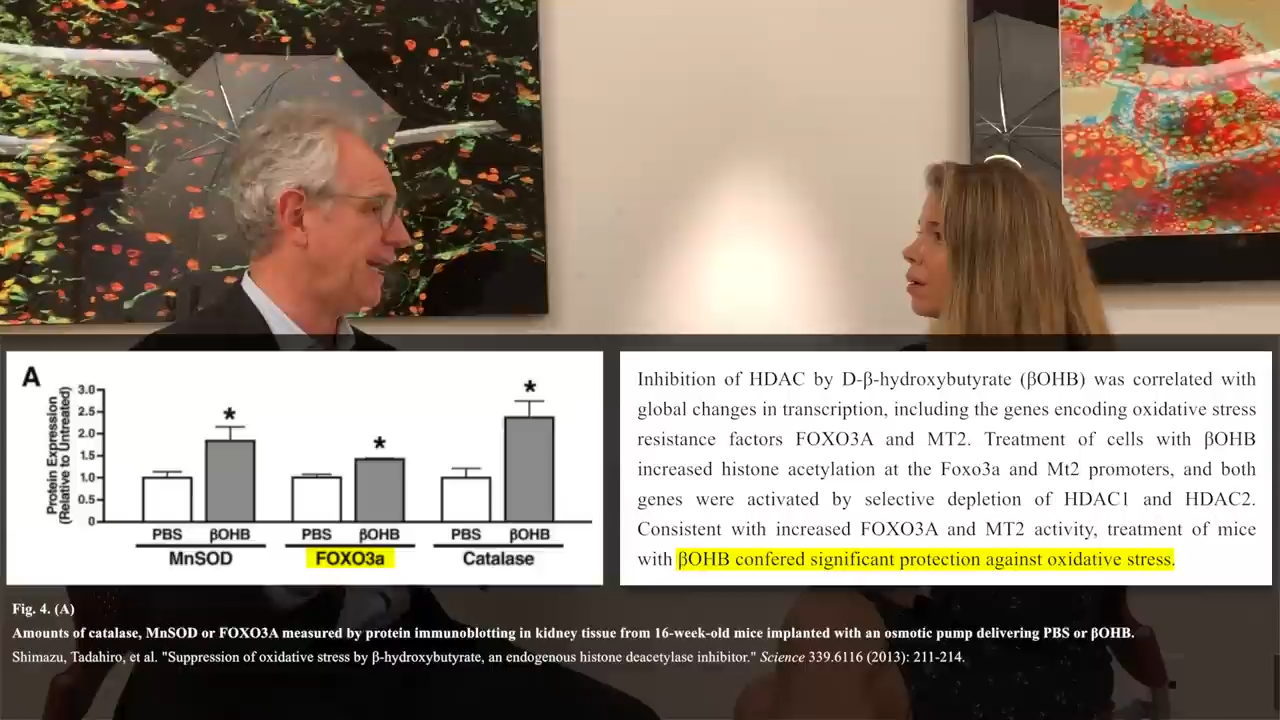 A
Protein Expression
(Relative to Untreated)
3.0
2.5
2.0
1.5
1.0
0.5
0
*
*
*
PBS βOHB PBS βOHB PBS βOHB
MnSOD FOXO3a Catalase
Inhibition of HDAC by D-β-hydroxybutyrate (βOHB) was correlated with
global changes in transcription, including the genes encoding oxidative stress
resistance factors FOXO3A and MT2. Treatment of cells with βOHB
increased histone acetylation at the Foxo3a and Mt2 promoters, and both
genes were activated by selective depletion of HDAC1 and HDAC2.
Consistent with increased FOXO3A and MT2 activity, treatment of mice
with βOHB confered significant protection against oxidative stress.
Fig. 4. (A)
Amounts of catalase, MnSOD or FOXO3A measured by protein immunoblotting in kidney tissue from 16-week-old mice implanted with an osmotic pump delivering PBS or βOHB.
Shimazu, Tadahiro, et al. "Suppression of oxidative stress by β-hydroxybutyrate, an endogenous histone deacetylase inhibitor." Science 339.6116 (2013): 211-214.